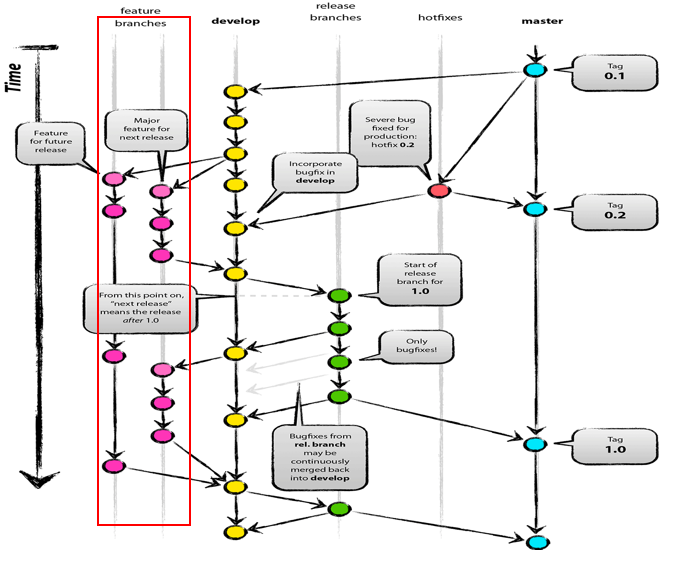 feature
branches
develop
release
branches
hotfixes
master
Time
Tag
0.1
Major
feature for
next release
Severe bug
fixed for
production:
hotfix 0.2
Feature
for future
release
Incorporate
bugfix in
develop
Tag
0.2
Start of
release
branch for
1.0
From this point on,
“next release”
means the release
after 1.0
Only
bugfixes!
Bugfixes from
rel. branch
may be
continuously
merged back
into develop
Tag
1.0